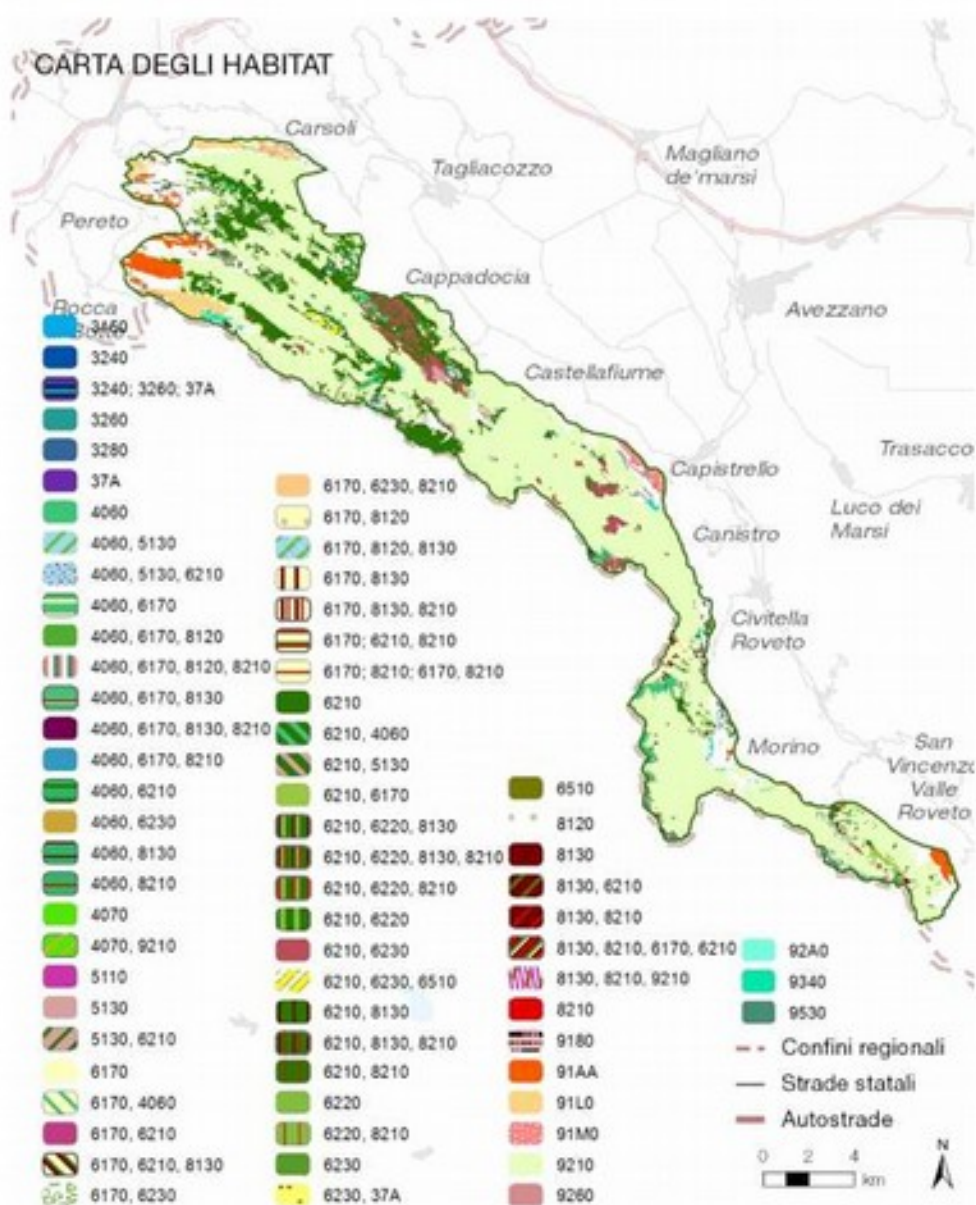 CARTA DEGLI HABITAT
Carsoli
Tagliacozzo
Magliano
de'marsi
Pereto
Cappadocia
Avezzano
Rocca
Castellafiume
Trasacco
Capistrello
Luco dei
Marsi
Canistro
Civitella
Roveto
Morino
San
Vincenzo
Valle
Roveto
3240
3240; 3260; 37A
3260
3280
37A
4060
4060, 5130
4060, 5130, 6210
4060, 6170
4060, 6170, 8120
4060, 6170, 8120, 8210
4060, 6170, 8130
4060, 6170, 8130, 8210
4060, 6170, 8210
4060, 6210
4060, 6230
4060, 8130
4060, 8210
4070
4070, 9210
5110
5130
5130, 6210
6170
6170, 4060
6170, 6210
6170, 6210, 8130
6170, 6230
6170, 6230, 8210
6170, 8120
6170, 8120, 8130
6170, 8130
6170, 8130, 8210
6170; 6210, 8210
6170; 8210; 6170, 8210
6210
6210, 4060
6210, 5130
6210, 6170
6210, 6220, 8130
6210, 6220, 8130, 8210
6210, 6220, 8210
6210, 6220
6210, 6230
6210, 6230, 6510
6210, 8130
6210, 8130, 8210
6210, 8210
6220
6220, 8210
6230
6230, 37A
6510
8120
8130
8130, 6210
8130, 8210
8130, 8210, 6170, 6210
8130, 8210, 9210
8210
9180
91AA
91L0
91M0
9210
9260
92A0
9340
9530
Confini regionali
Strade statali
Autostrade
0 2 4
km
N